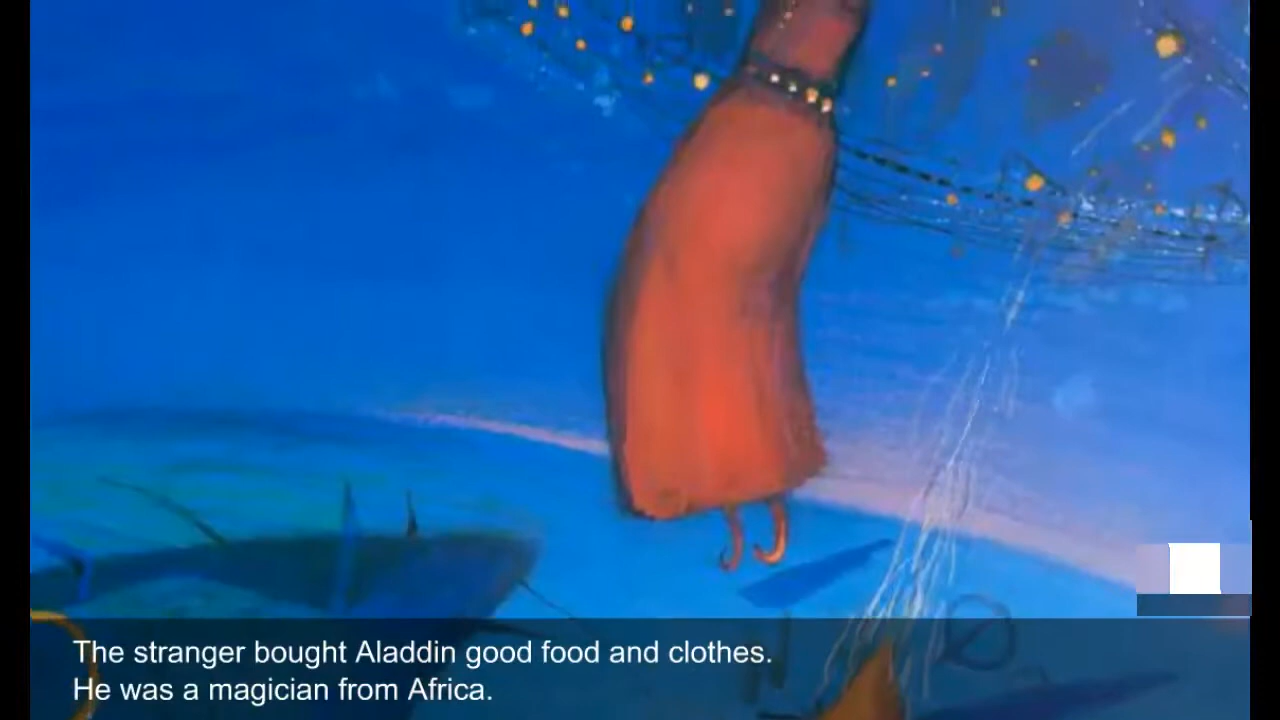 The stranger bought Aladdin good food and clothes.
He was a magician from Africa.